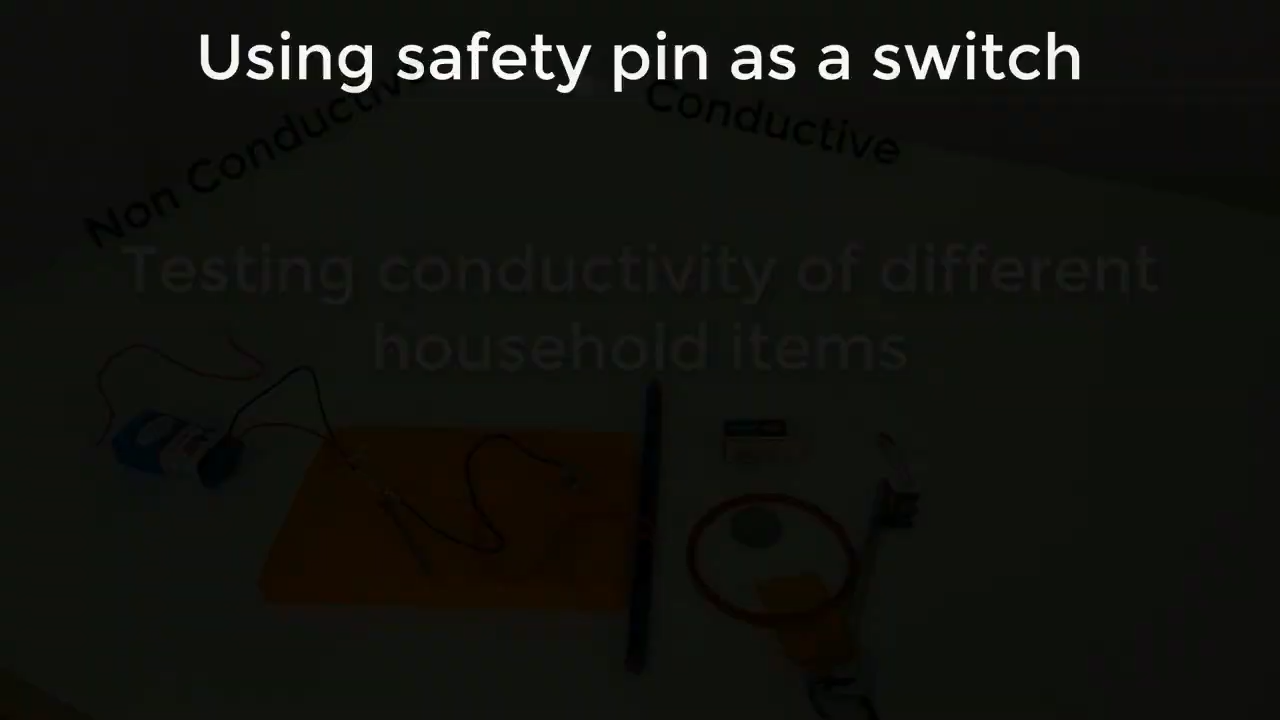 Using safety pin as a switch
Non Conductive
Conductive
Testing conductivity of different
household items